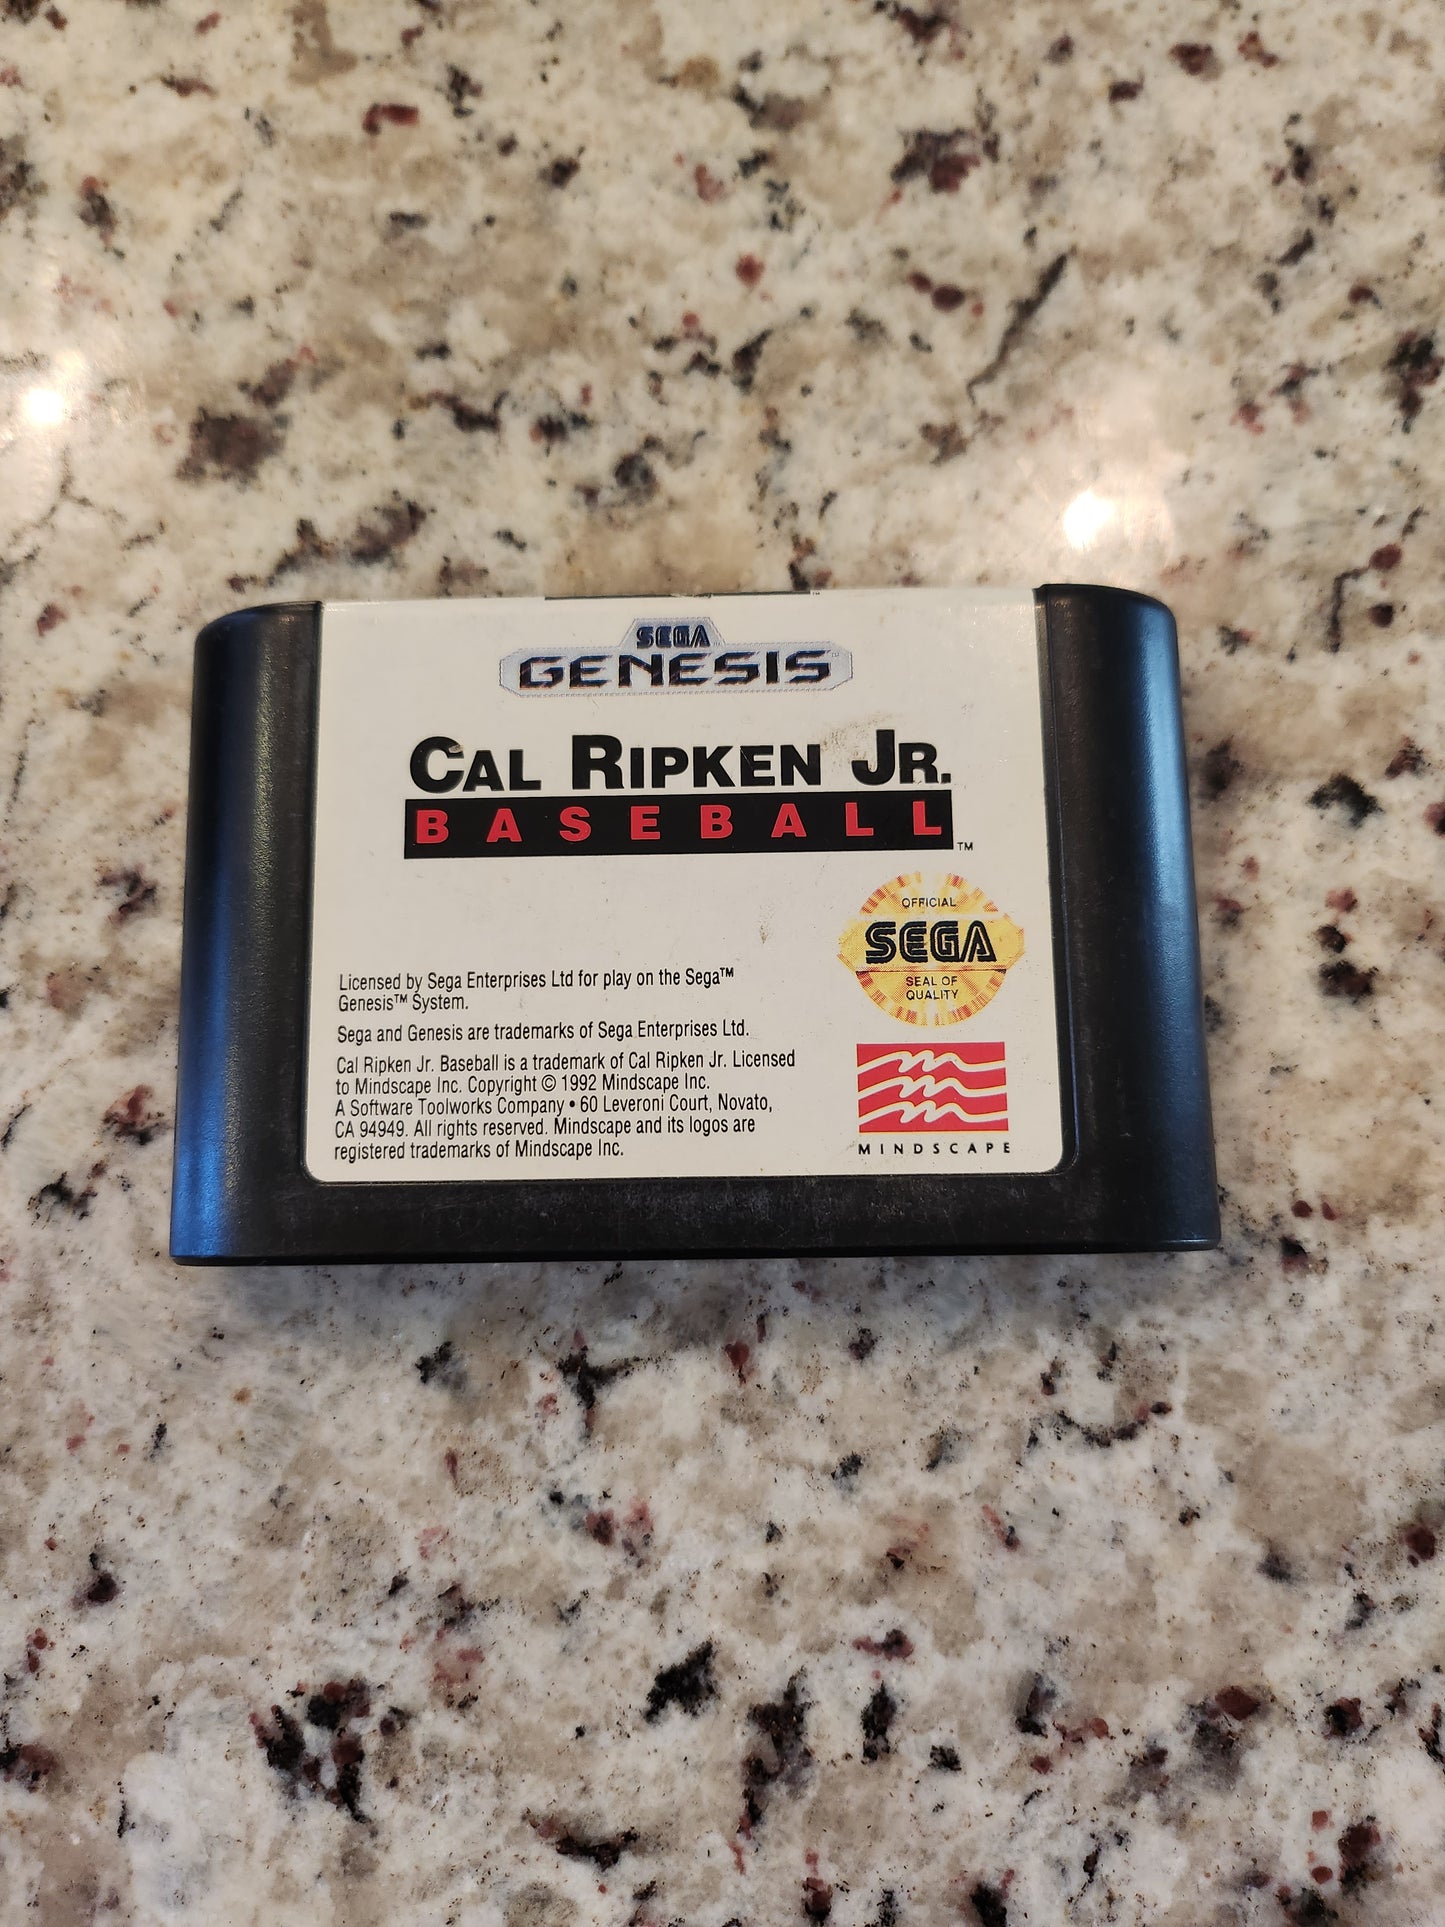 SEGA
GENESIS™
CAL RIPKEN JR.
BASEBALL™
OFFICIAL
SEGA
SEAL OF
QUALITY
Licensed by Sega Enterprises Ltd for play on the Sega™
Genesis™ System.
Sega and Genesis are trademarks of Sega Enterprises Ltd.
Cal Ripken Jr. Baseball is a trademark of Cal Ripken Jr. Licensed
to Mindscape Inc. Copyright © 1992 Mindscape Inc.
A Software Toolworks Company • 60 Leveroni Court, Novato,
CA 94949. All rights reserved. Mindscape and its logos are
registered trademarks of Mindscape Inc.
MINDSCAPE